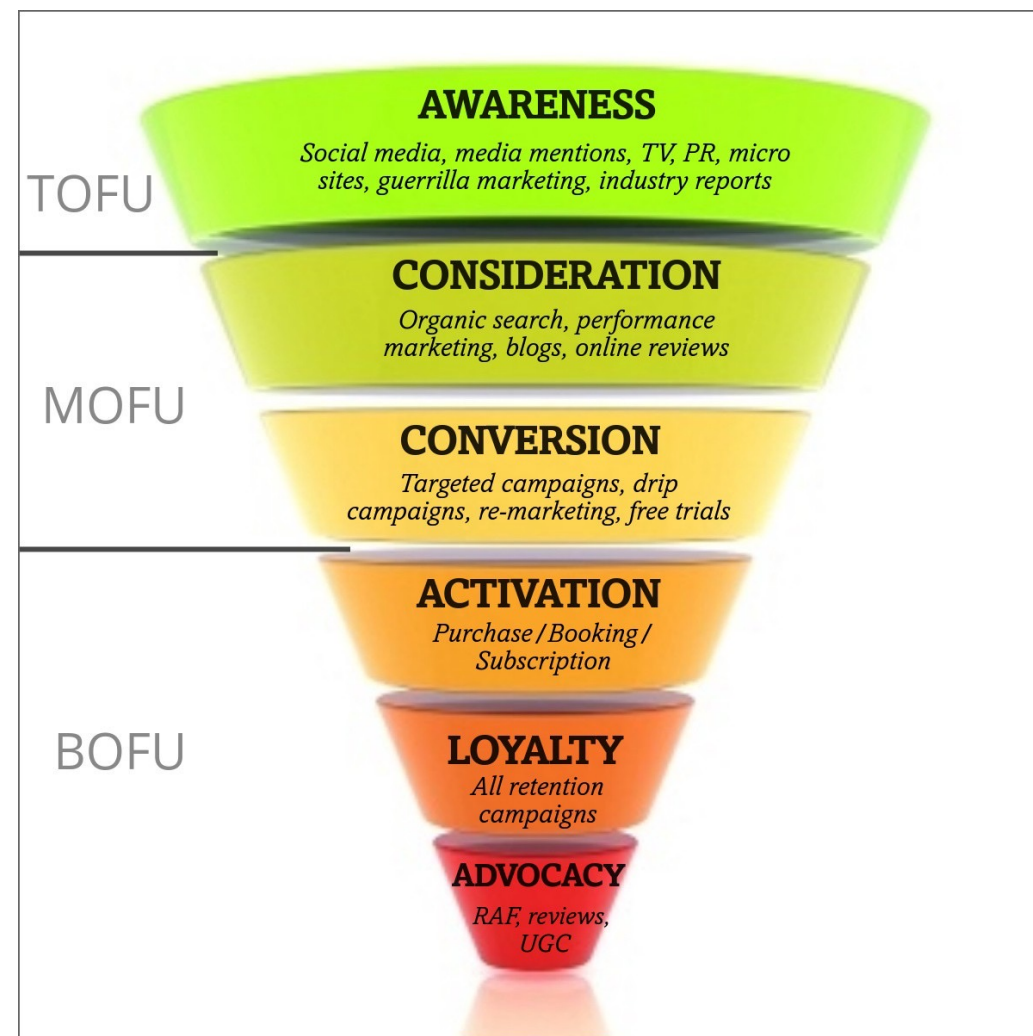 AWARENESS
Social media, media mentions, TV, PR, micro
sites, guerrilla marketing, industry reports
TOFU
CONSIDERATION
Organic search, performance
marketing, blogs, online reviews
MOFU
CONVERSION
Targeted campaigns, drip
campaigns, re-marketing, free trials
ACTIVATION
Purchase/Booking/
Subscription
BOFU
LOYALTY
All retention
campaigns
ADVOCACY
RAF, reviews,
UGC